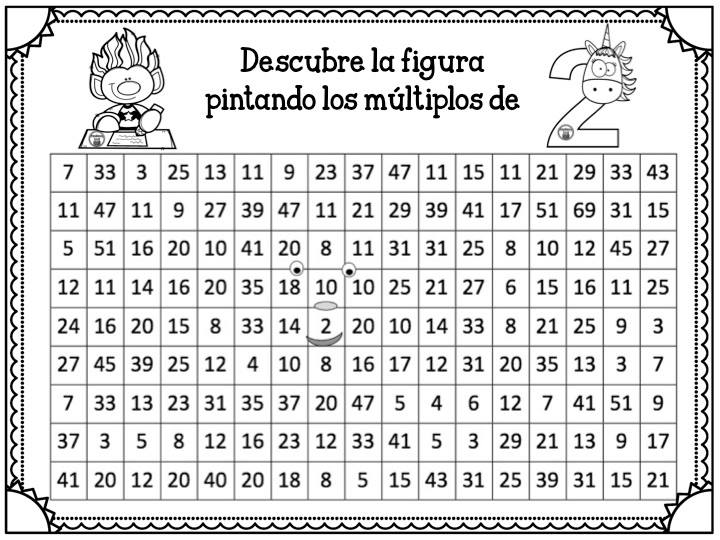 Descubre la figura
pintando los múltiplos de
2
7 33 3 25 13 11 9 23 37 47 11 15 11 21 29 33 43
11 47 11 9 27 39 47 11 21 29 39 41 17 51 69 31 15
5 51 16 20 10 41 20 8 11 31 31 25 8 10 12 45 27
12 11 14 16 20 35 18 10 10 25 21 27 6 15 16 11 25
24 16 20 15 8 33 14 2 20 10 14 33 8 21 25 9 3
27 45 39 25 12 4 10 8 16 17 12 31 20 35 13 3 7
7 33 13 23 31 35 37 20 47 5 4 6 12 7 41 51 9
37 3 5 8 12 16 23 12 33 41 5 3 29 21 13 9 17
41 20 12 20 40 20 18 8 5 15 43 31 25 39 31 15 21